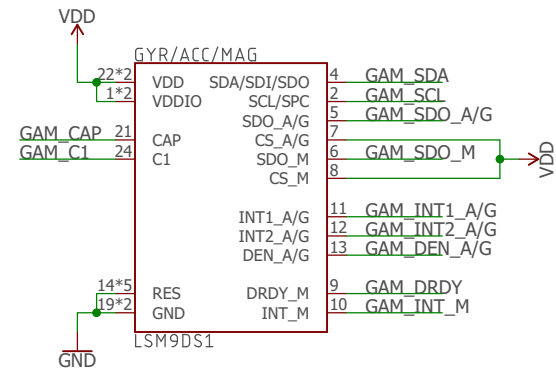 VDD
GYR/ACC/MAG
22*2 VDD SDA/SDI/SDO 4 GAM_SDA
1*2 VDDIO SCL/SPC 2 GAM_SCL
SDO_A/G 5 GAM_SDO_A/G
GAM_CAP 21 CAP CS_A/G 7
GAM_C1 24 C1 SDO_M 6 GAM_SDO_M
VDD
CS_M 8
INT1_A/G 11 GAM_INT1_A/G
INT2_A/G 12 GAM_INT2_A/G
DEN_A/G 13 GAM_DEN_A/G
14*5 RES DRDY_M 9 GAM_DRDY
19*2 GND INT_M 10 GAM_INT_M
LSM9DS1
GND